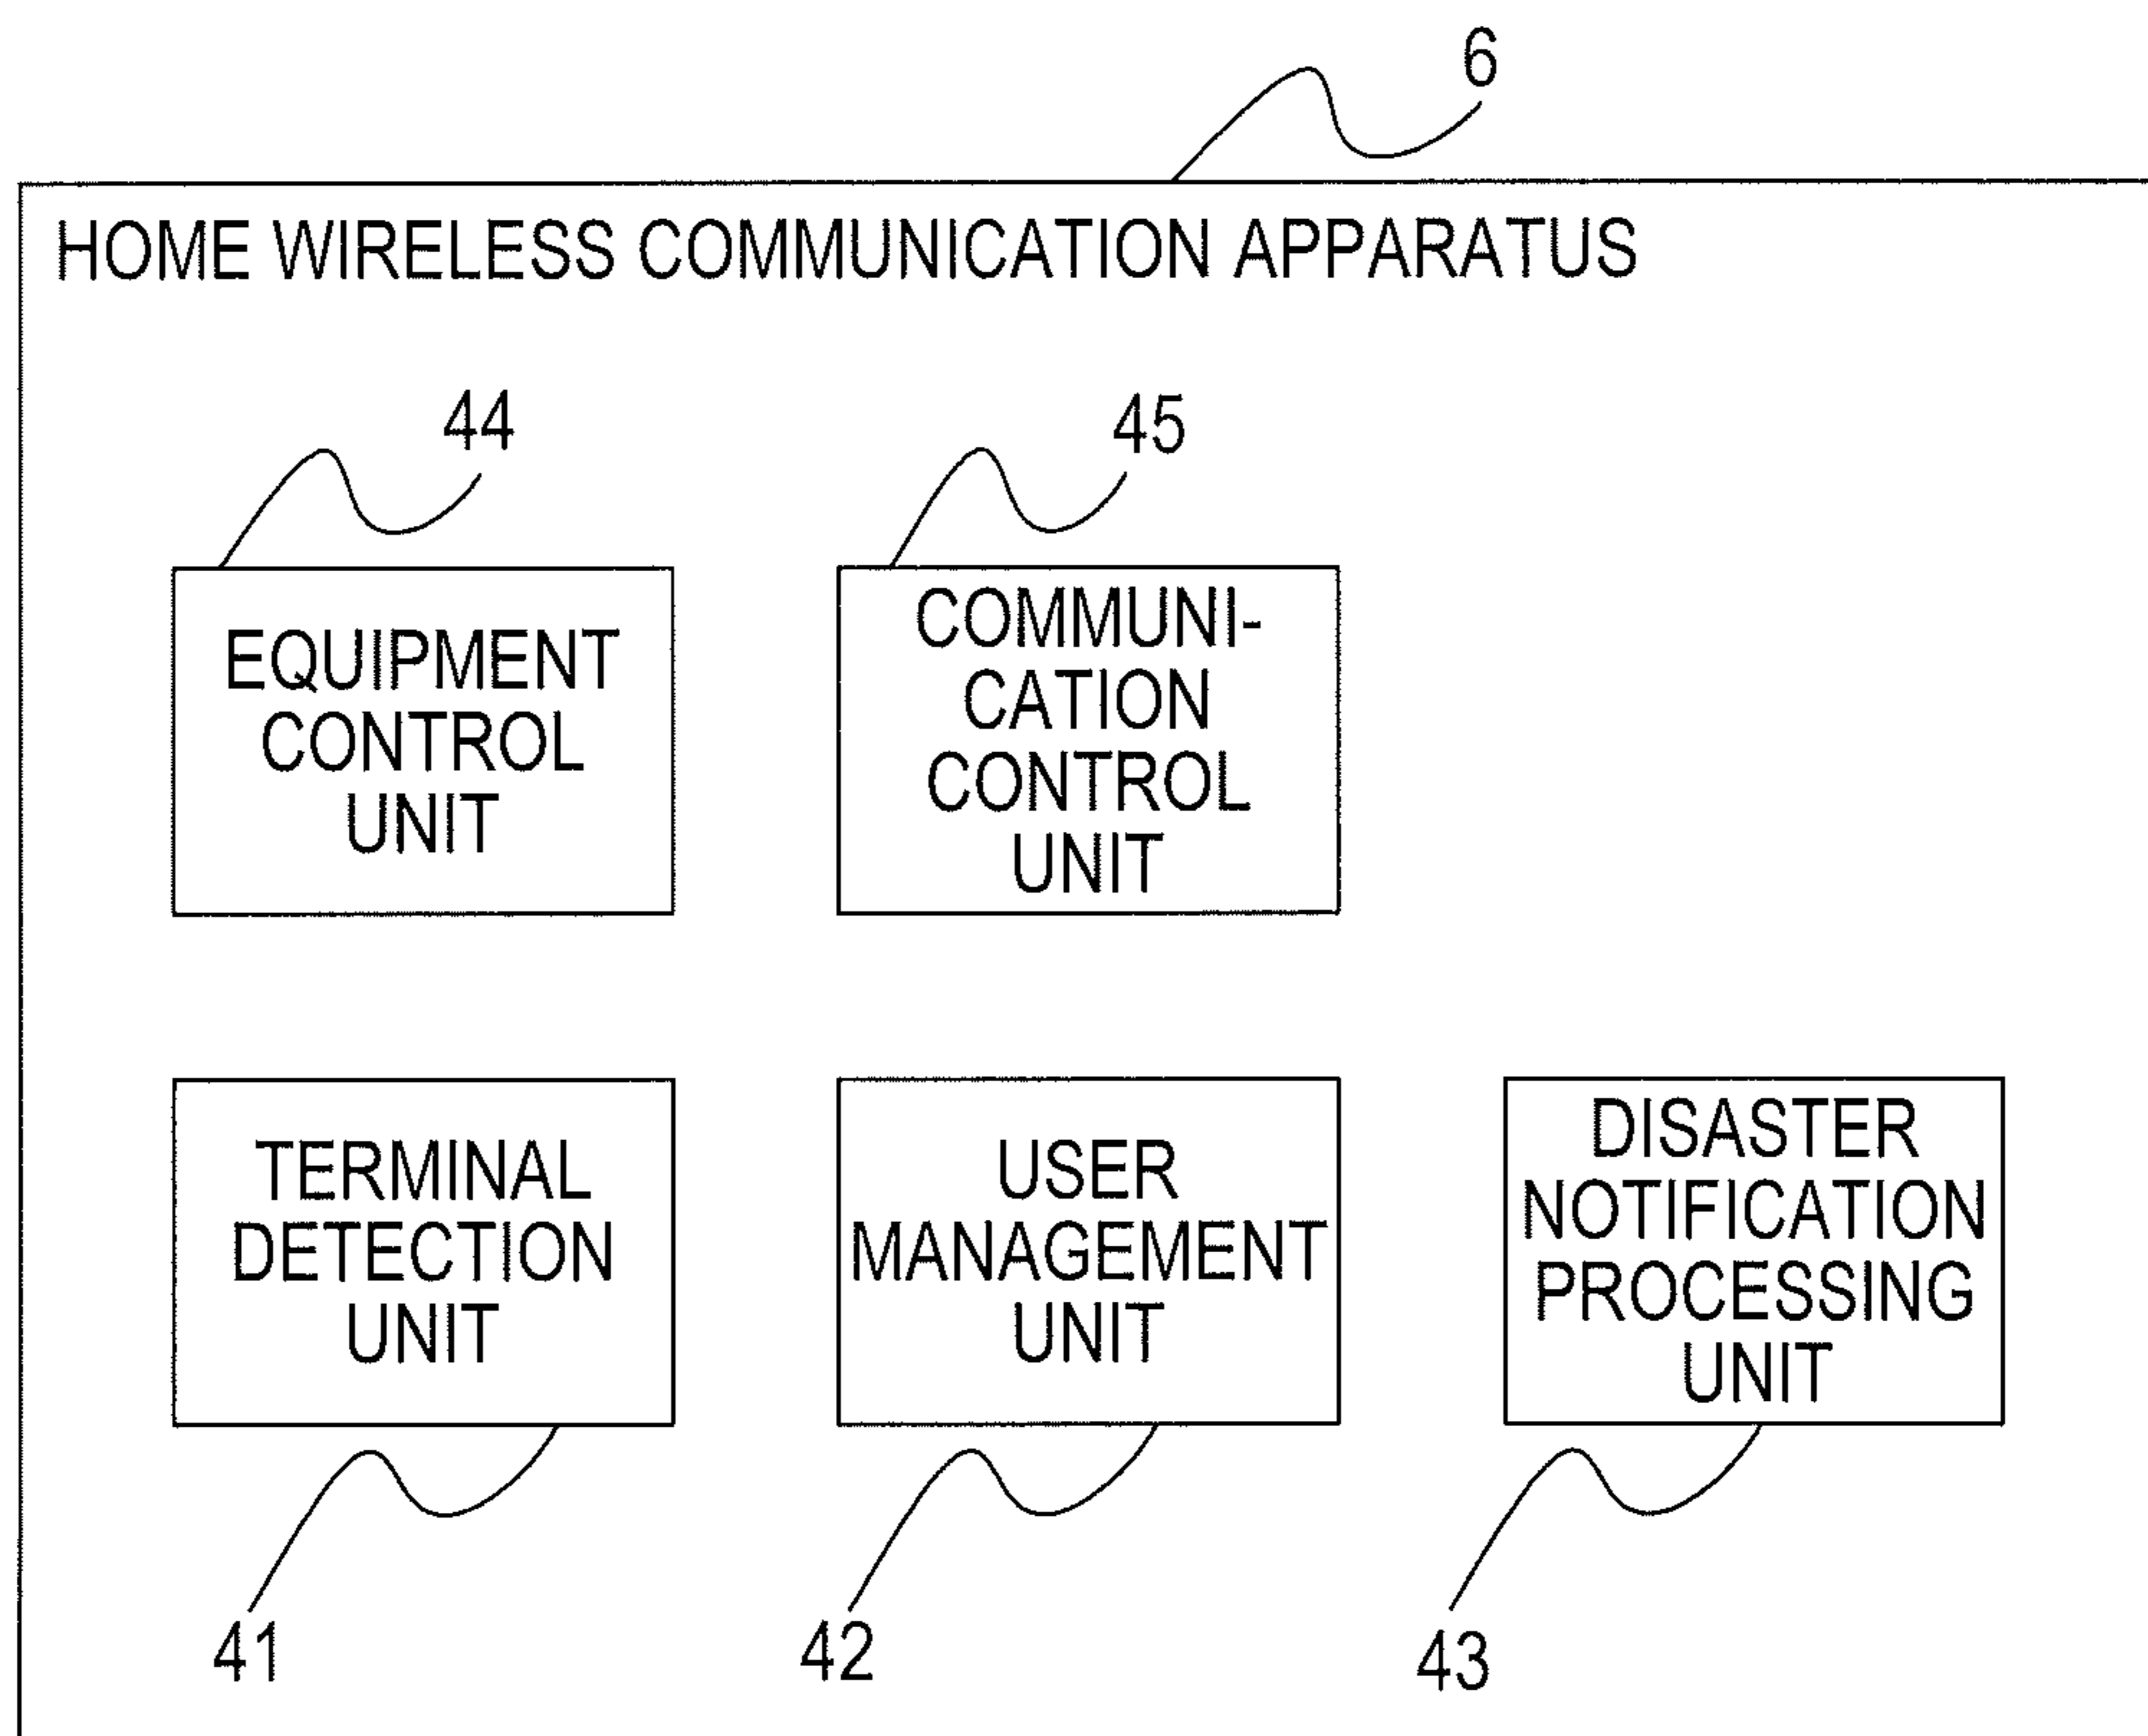 6
HOME WIRELESS COMMUNICATION APPARATUS
44
45
EQUIPMENT
CONTROL
UNIT
COMMUNI-
CATION
CONTROL
UNIT
TERMINAL
DETECTION
UNIT
USER
MANAGEMENT
UNIT
DISASTER
NOTIFICATION
PROCESSING
UNIT
41
42
43